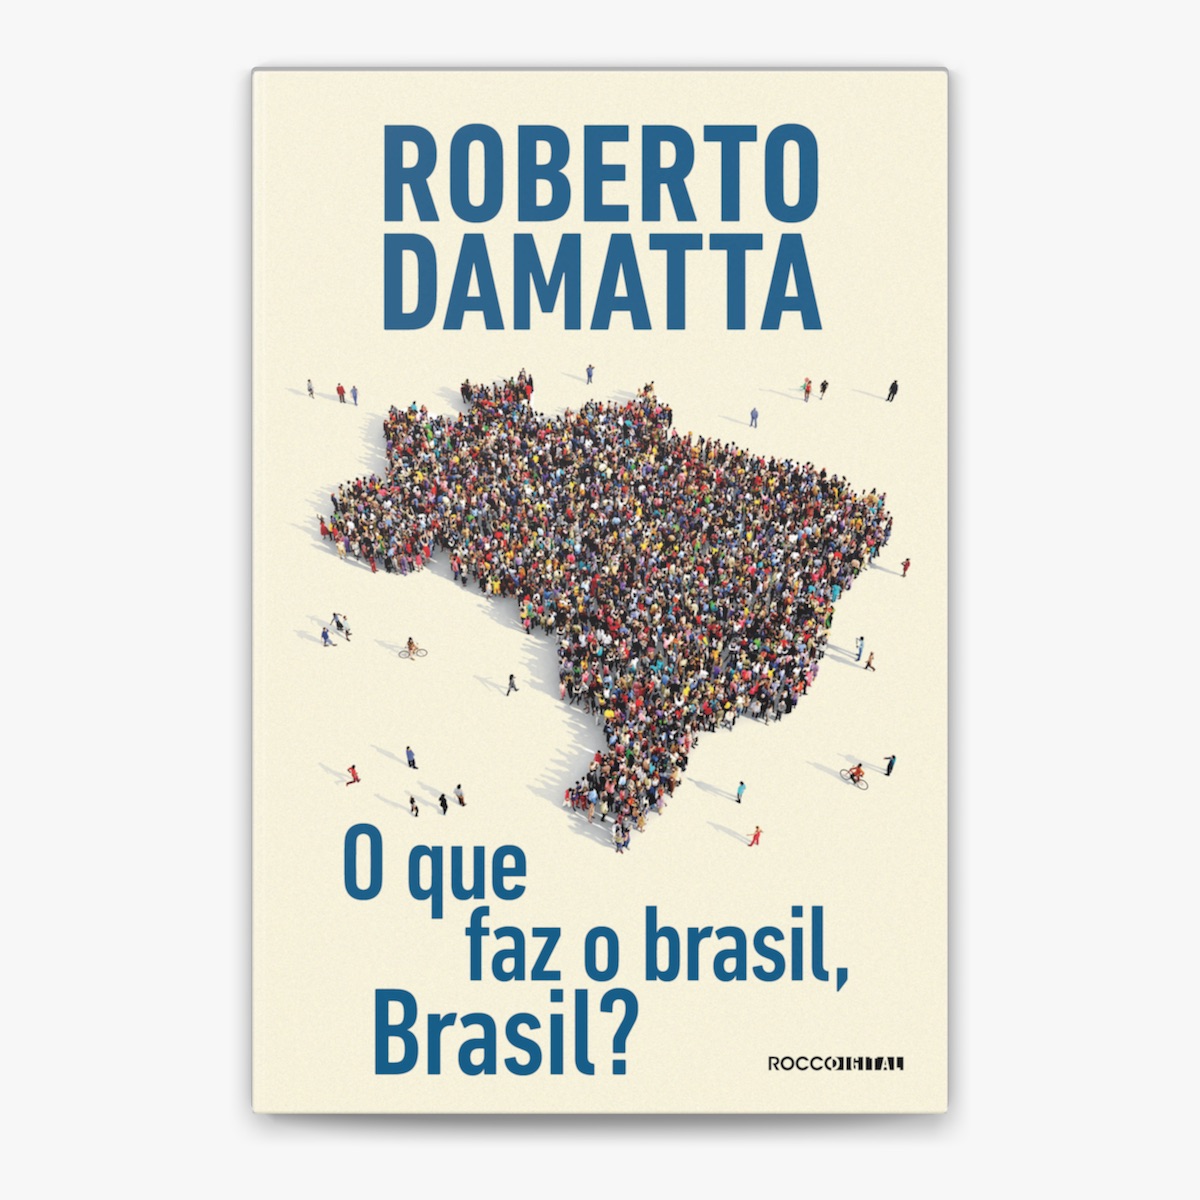 ROBERTO
DAMATTA
O que
faz o brasil,
Brasil?
ROCCODIGITAL